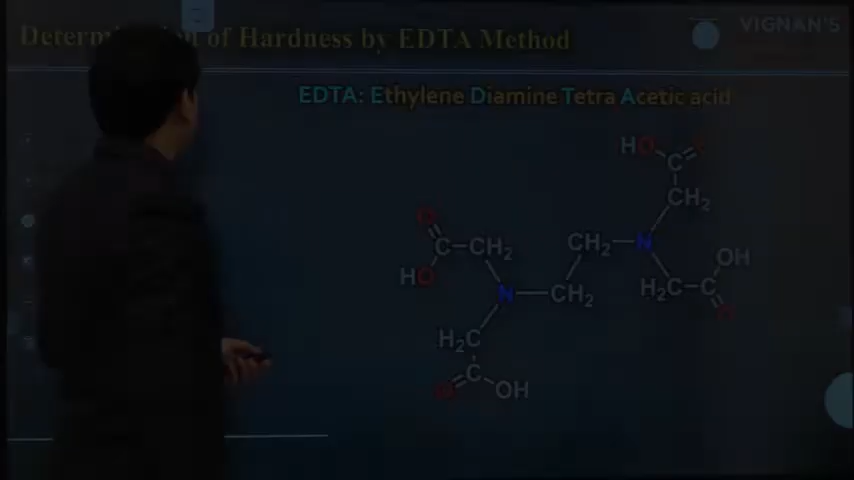 Determination of Hardness by EDTA Method
VIGNAN'S
EDTA: Ethylene Diamine Tetra Acetic acid
HO
C
O
CH₂
O
C CH₂
CH₂ N
OH
HO
N CH₂
H₂C C
O
H₂C
C
O OH